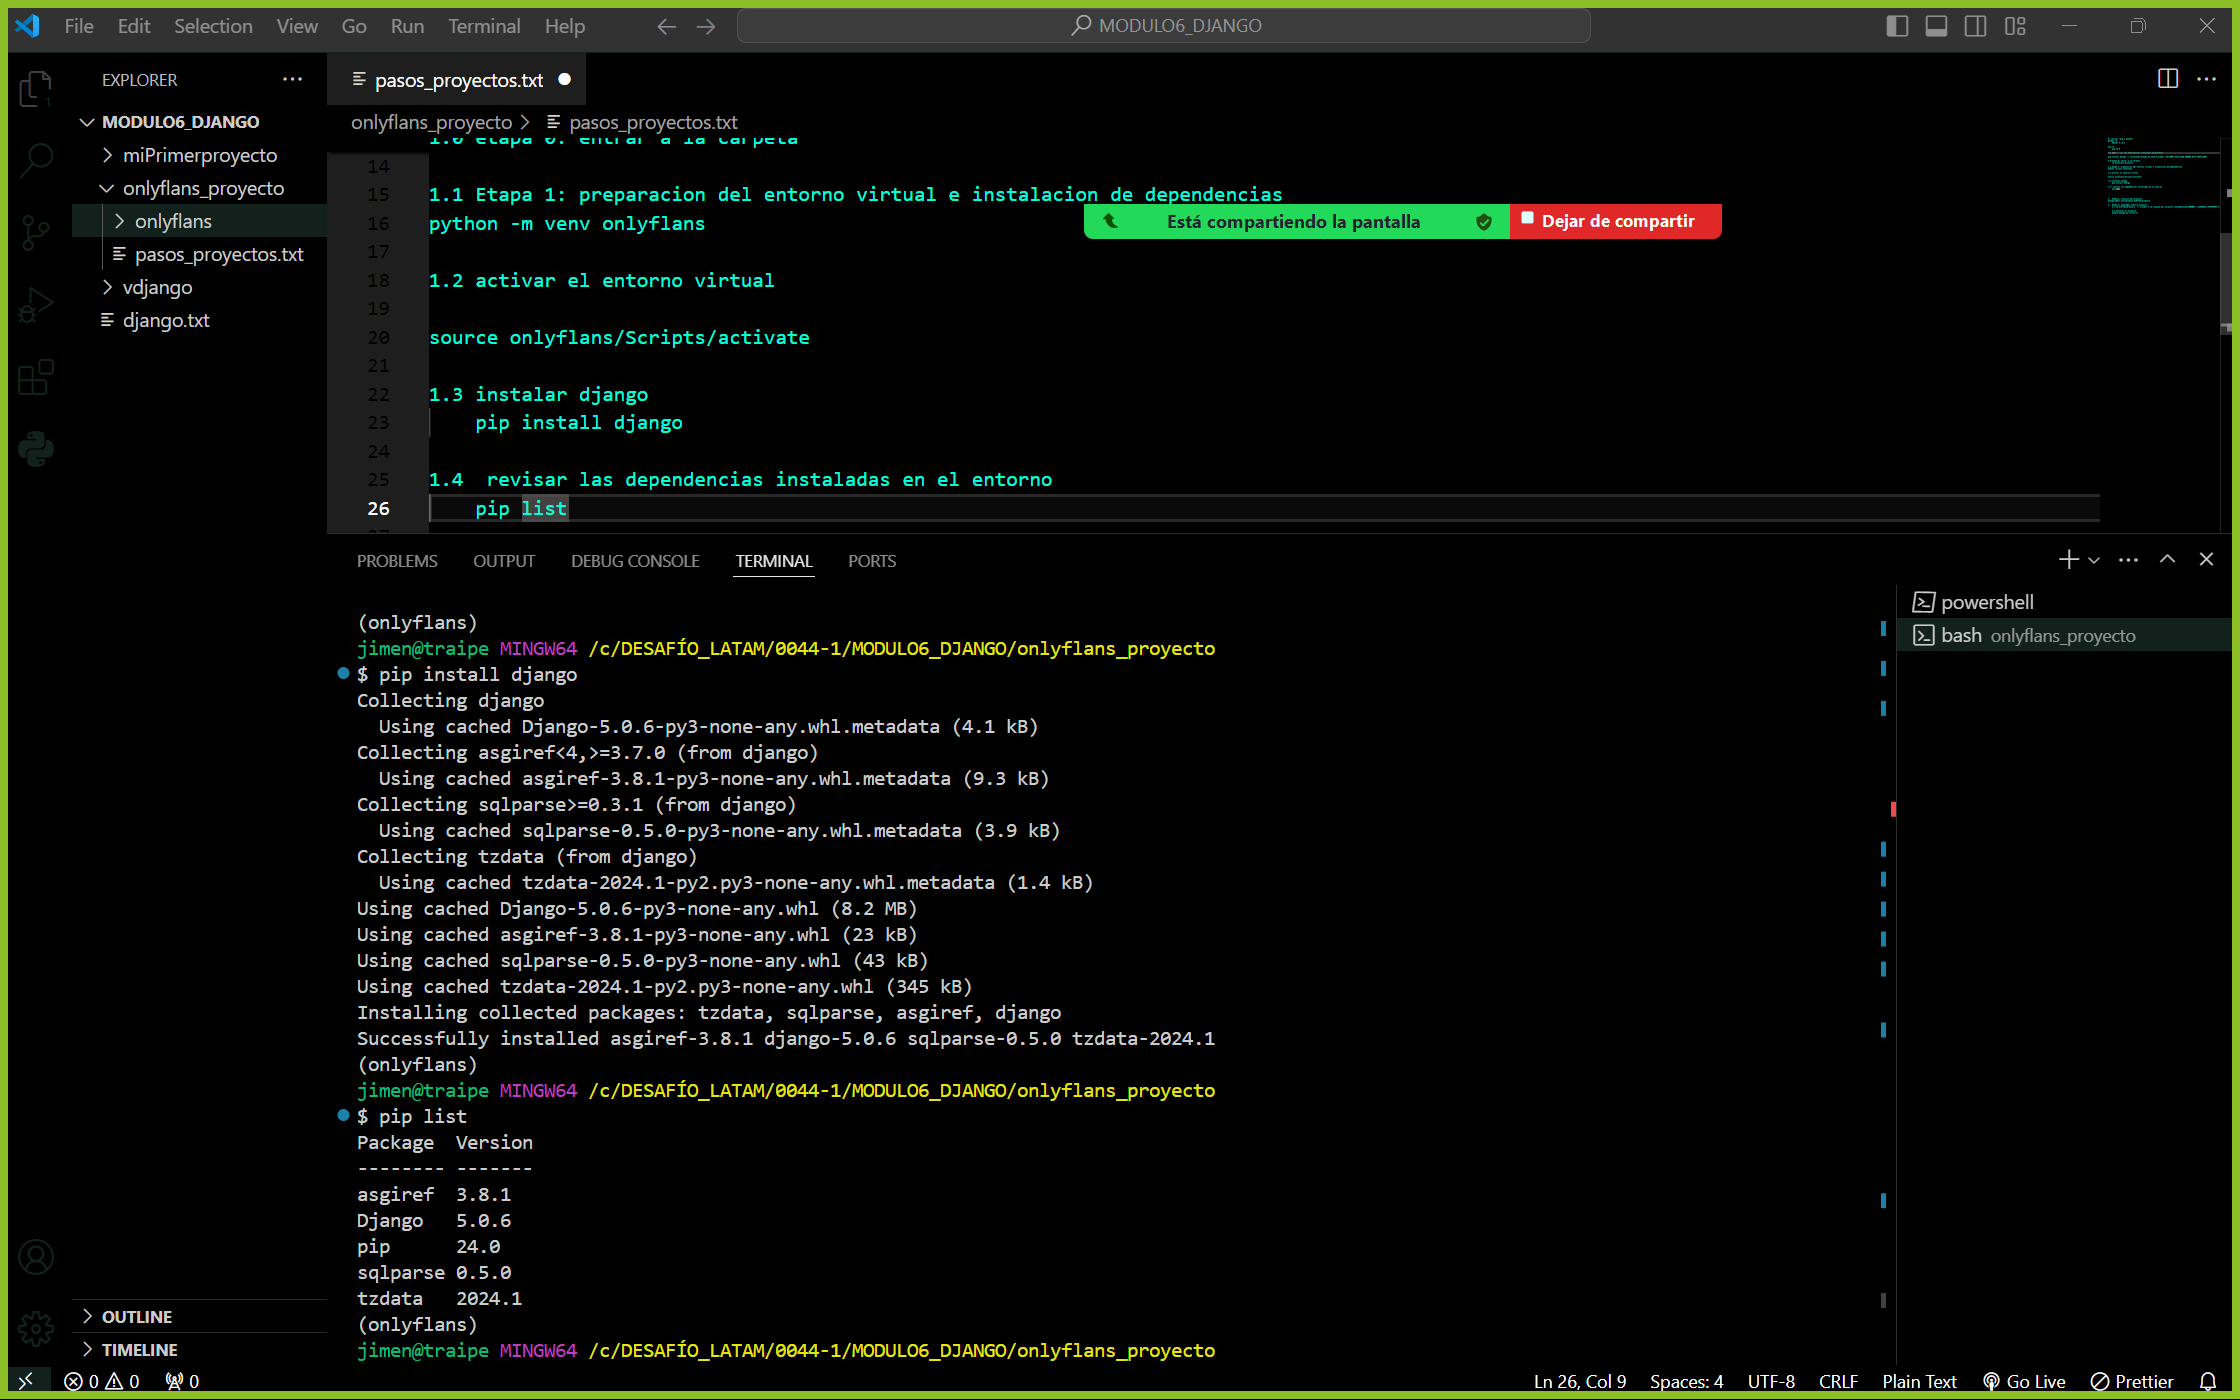 File Edit Selection View Go Run Terminal Help
MODULO6_DJANGO
EXPLORER
MODULO6_DJANGO
miPrimerproyecto
onlyflans_proyecto
onlyflans
pasos_proyectos.txt
vdjango
django.txt
OUTLINE
TIMELINE
pasos_proyectos.txt
onlyflans_proyecto > pasos_proyectos.txt
1.0 etapa 0: entrar a la carpeta
14
15 1.1 Etapa 1: preparacion del entorno virtual e instalacion de dependencias
16 python -m venv onlyflans
17
18 1.2 activar el entorno virtual
19
20 source onlyflans/Scripts/activate
21
22 1.3 instalar django
23 pip install django
24
25 1.4 revisar las dependencias instaladas en el entorno
26 pip list
Está compartiendo la pantalla
Dejar de compartir
PROBLEMS OUTPUT DEBUG CONSOLE TERMINAL PORTS
powershell
bash onlyflans_proyecto
(onlyflans)
jimen@traipe MINGW64 /c/DESAFÍO_LATAM/0044-1/MODULO6_DJANGO/onlyflans_proyecto
$ pip install django
Collecting django
Using cached Django-5.0.6-py3-none-any.whl.metadata (4.1 kB)
Collecting asgiref<4,>=3.7.0 (from django)
Using cached asgiref-3.8.1-py3-none-any.whl.metadata (9.3 kB)
Collecting sqlparse>=0.3.1 (from django)
Using cached sqlparse-0.5.0-py3-none-any.whl.metadata (3.9 kB)
Collecting tzdata (from django)
Using cached tzdata-2024.1-py2.py3-none-any.whl.metadata (1.4 kB)
Using cached Django-5.0.6-py3-none-any.whl (8.2 MB)
Using cached asgiref-3.8.1-py3-none-any.whl (23 kB)
Using cached sqlparse-0.5.0-py3-none-any.whl (43 kB)
Using cached tzdata-2024.1-py2.py3-none-any.whl (345 kB)
Installing collected packages: tzdata, sqlparse, asgiref, django
Successfully installed asgiref-3.8.1 django-5.0.6 sqlparse-0.5.0 tzdata-2024.1
(onlyflans)
jimen@traipe MINGW64 /c/DESAFÍO_LATAM/0044-1/MODULO6_DJANGO/onlyflans_proyecto
$ pip list
Package Version
-------- -------
asgiref 3.8.1
Django 5.0.6
pip 24.0
sqlparse 0.5.0
tzdata 2024.1
(onlyflans)
jimen@traipe MINGW64 /c/DESAFÍO_LATAM/0044-1/MODULO6_DJANGO/onlyflans_proyecto
0 0 0
Ln 26, Col 9 Spaces: 4 UTF-8 CRLF Plain Text Go Live Prettier